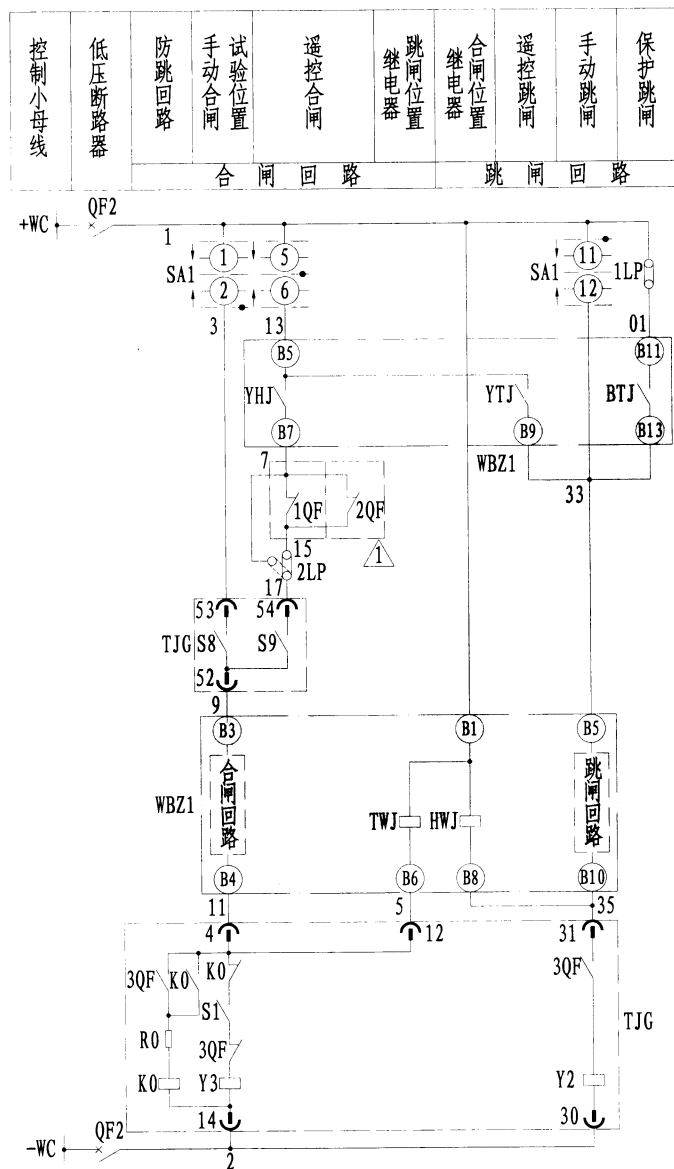 控制小母线
低压断路器
防跳回路
试验位置
手动合闸
遥控合闸
跳闸位置
继电器
合闸位置
继电器
遥控跳闸
手动跳闸
保护跳闸
合闸回路
跳闸回路
+WC
QF2
1
SA1
1
2
5
6
SA1
11
12
1LP
3
13
01
B5
B11
YHJ
YTJ
BTJ
B7
B9
B13
7
WBZ1
33
1QF
2QF
15
1
2LP
17
53
54
TJG
S8
S9
52
9
B3
B1
B5
WBZ1
合闸回路
TWJ
HWJ
跳闸回路
B4
B6
B8
B10
11
5
35
4
12
31
3QF
K0
K0
3QF
S1
TJG
R0
3QF
K0
Y3
Y2
14
30
-WC
QF2
2